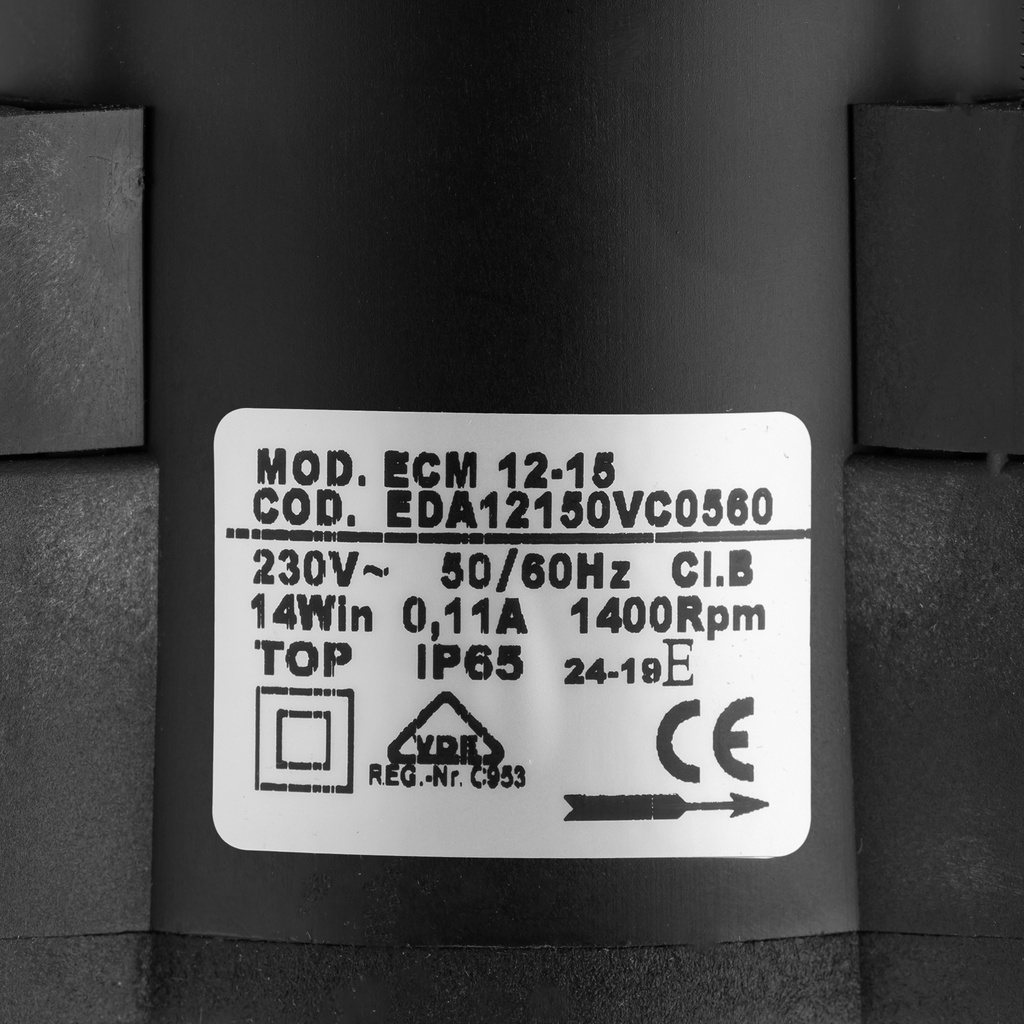 MOD. ECM 12-15
COD. EDA12150VC0560
230V~ 50/60Hz Cl.B
14Win 0,11A 1400Rpm
TOP IP65 24-19E
VDE
REG.-Nr. C953
CE